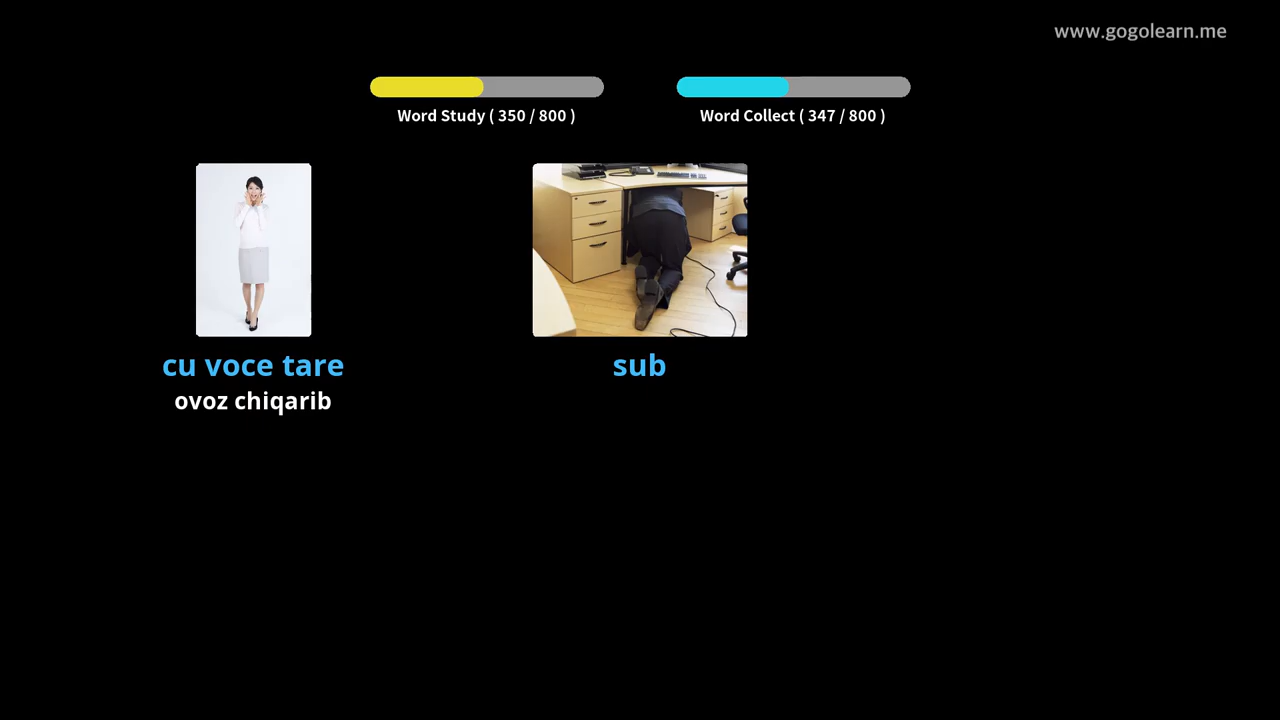 www.gogolearn.me
Word Study ( 350 / 800 )
Word Collect ( 347 / 800 )
cu voce tare
ovoz chiqarib
sub